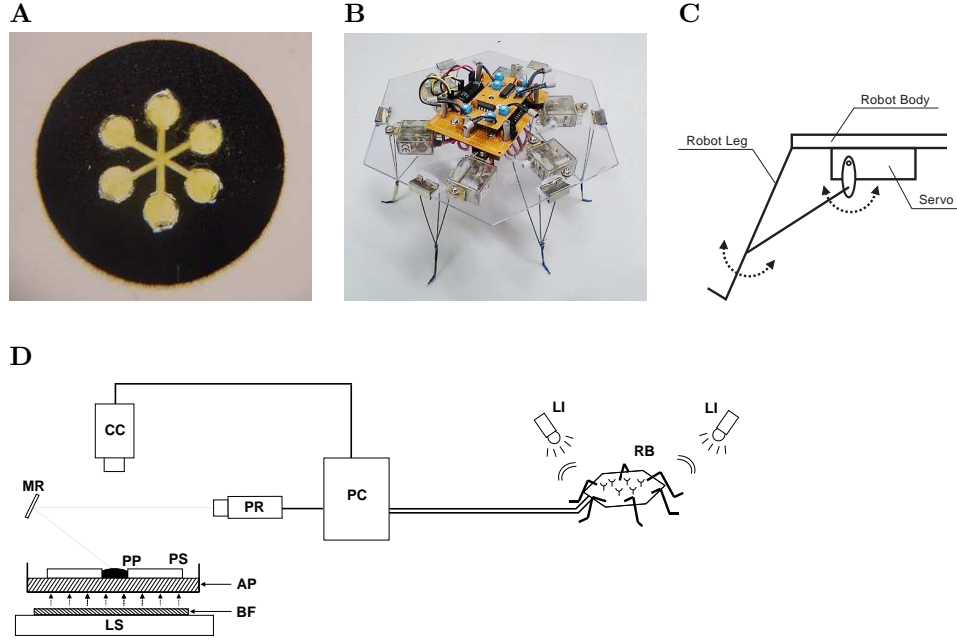 A
B
C
Robot Body
Robot Leg
Servo
D
CC
MR
PR
PC
LI
LI
RB
PP
PS
AP
BF
LS